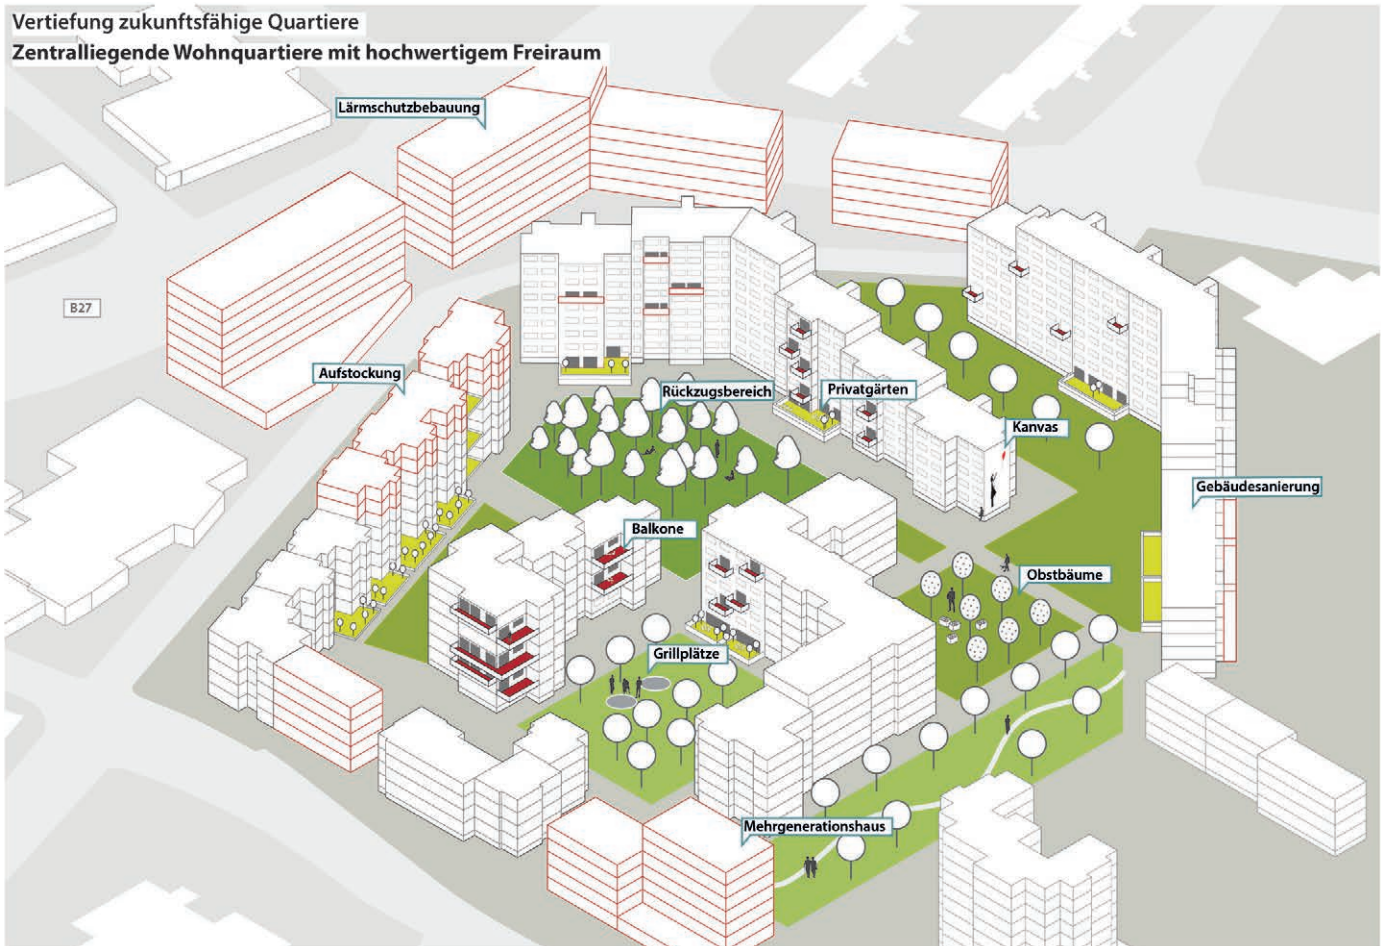 Vertiefung zukunftsfähige Quartiere
Zentralliegende Wohnquartiere mit hochwertigem Freiraum
Lärmschutzbebauung
B27
Aufstockung
Rückzugsbereich
Privatgärten
Kanvas
Gebäudesanierung
Balkone
Obstbäume
Grillplätze
Mehrgenerationshaus